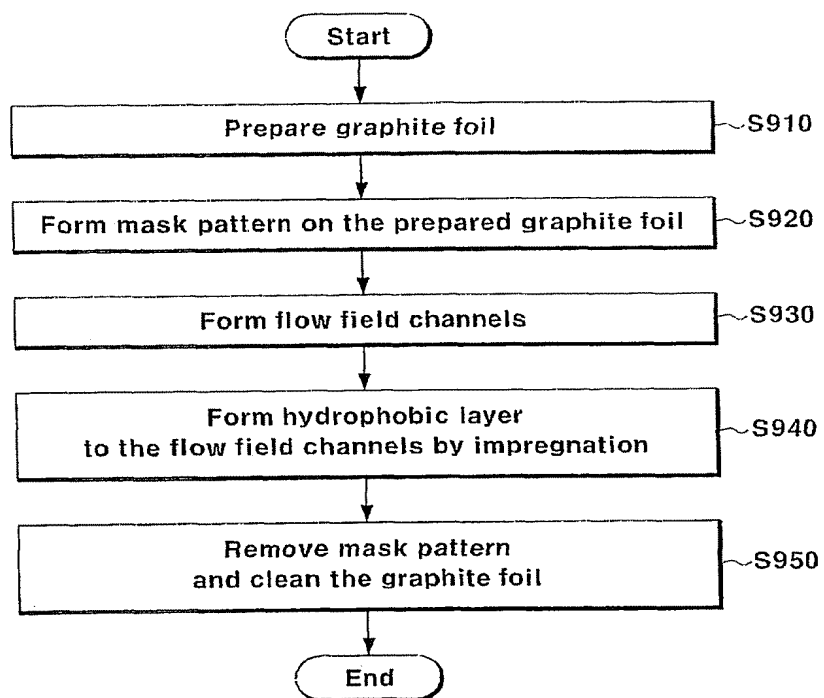 Start
Prepare graphite foil
S910
Form mask pattern on the prepared graphite foil
S920
Form flow field channels
S930
Form hydrophobic layer
to the flow field channels by impregnation
S940
Remove mask pattern
and clean the graphite foil
S950
End